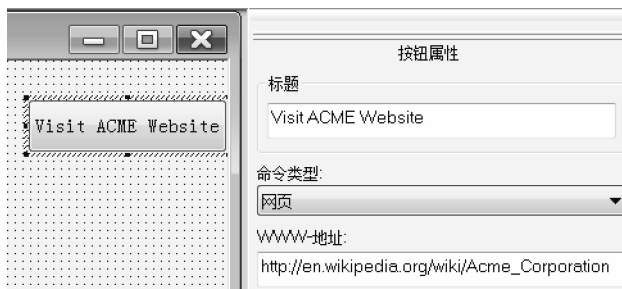 按钮属性
标题
Visit ACME Website
Visit ACME Website
命令类型:
网页
WWW-地址:
http://en.wikipedia.org/wiki/Acme_Corporation